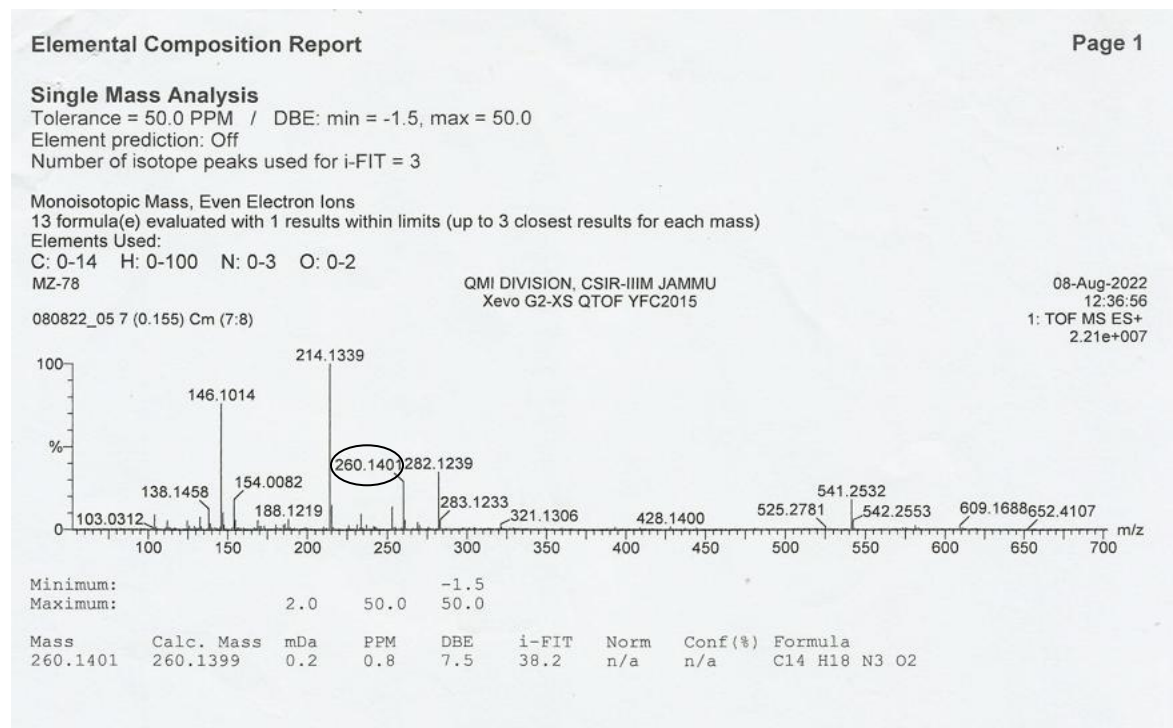 Elemental Composition Report Page 1
Single Mass Analysis
Tolerance = 50.0 PPM / DBE: min = -1.5, max = 50.0
Element prediction: Off
Number of isotope peaks used for i-FIT = 3
Monoisotopic Mass, Even Electron Ions
13 formula(e) evaluated with 1 results within limits (up to 3 closest results for each mass)
Elements Used:
C: 0-14 H: 0-100 N: 0-3 O: 0-2
MZ-78 QMI DIVISION, CSIR-IIIM JAMMU 08-Aug-2022
Xevo G2-XS QTOF YFC2015 12:36:56
080822_05 7 (0.155) Cm (7:8) 1: TOF MS ES+
2.21e+007
100
214.1339
146.1014
%
260.1401 282.1239
138.1458 154.0082 188.1219 283.1233 541.2532
103.0312 321.1306 428.1400 525.2781 542.2553 609.1688 652.4107
0
100 150 200 250 300 350 400 450 500 550 600 650 700 m/z
Minimum: -1.5
Maximum: 2.0 50.0 50.0
Mass Calc. Mass mDa PPM DBE i-FIT Norm Conf(%) Formula
260.1401 260.1399 0.2 0.8 7.5 38.2 n/a n/a C14 H18 N3 O2